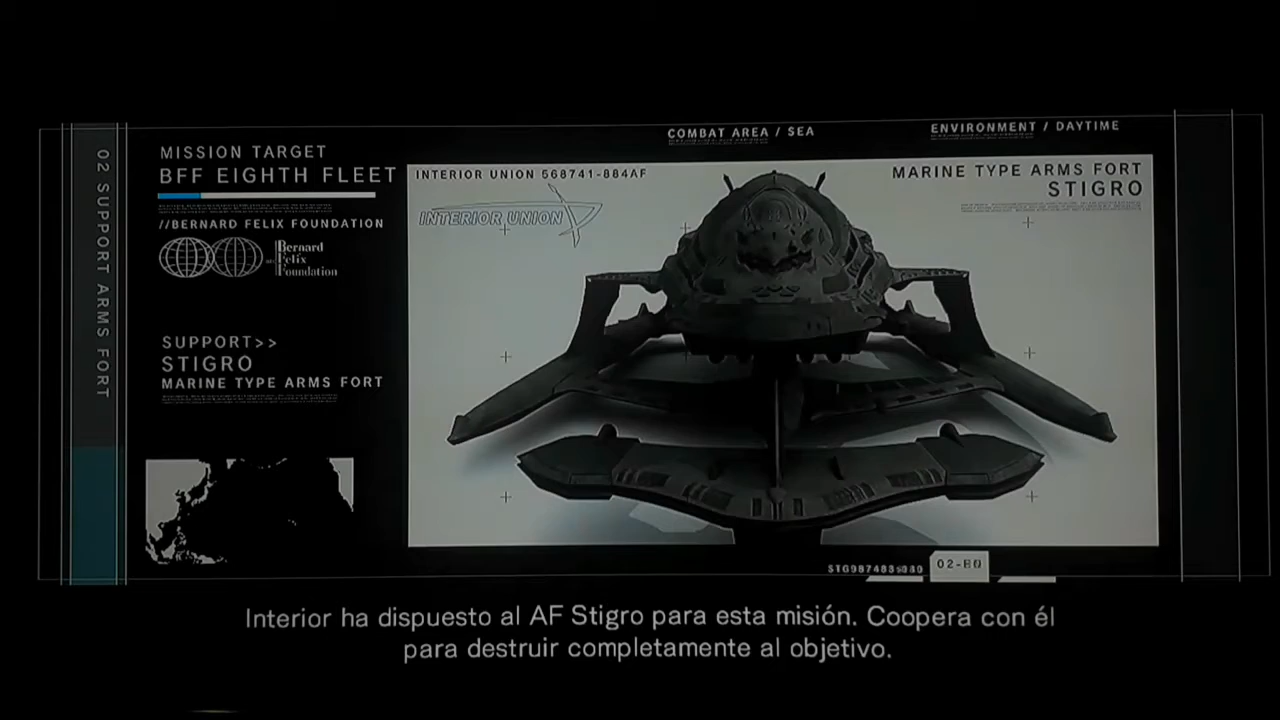 02 SUPPORT ARMS FORT
MISSION TARGET
BFF EIGHTH FLEET
//BERNARD FELIX FOUNDATION
Bernard
and Felix
Foundation
SUPPORT>>
STIGRO
MARINE TYPE ARMS FORT
COMBAT AREA / SEA
ENVIRONMENT / DAYTIME
INTERIOR UNION 568741-884AF
INTERIOR UNION
MARINE TYPE ARMS FORT
STIGRO
02-
Interior ha dispuesto al AF Stigro para esta misión. Coopera con él
para destruir completamente al objetivo.